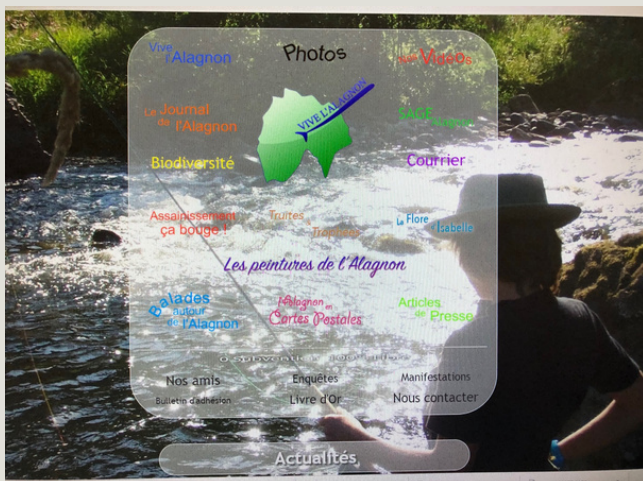 Vive
l'Alagnon
Photos
Nos Vidéos
Le Journal
de l'Alagnon
VIVE L'ALAGNON
SAGE
Alagnon
Biodiversité
Courrier
Assainissement
ça bouge !
Truites
La Flore
d'Isabelle
Les peintures de l'Alagnon
Balades
autour
de l'Alagnon
l'Alagnon en
Cartes Postales
Articles
de Presse
Nos amis
Enquêtes
Manifestations
Bulletin d'adhésion
Livre d'Or
Nous contacter
Actualités